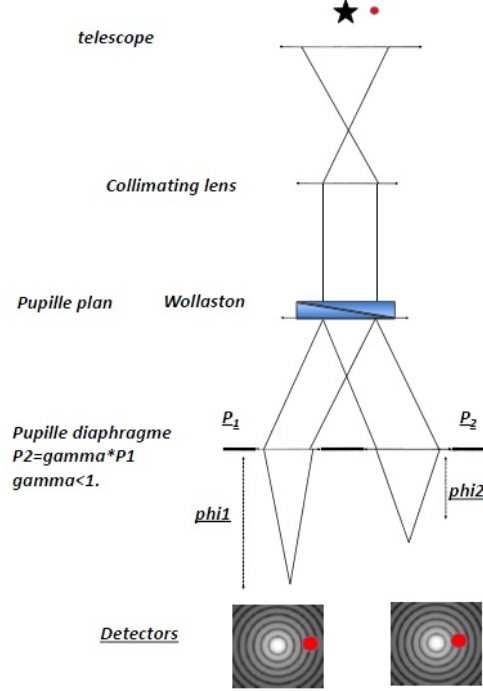 telescope
Collimating lens
Pupille plan Wollaston
P1 P2
Pupille diaphragme
P2=gamma*P1
gamma<1.
phi1 phi2
Detectors